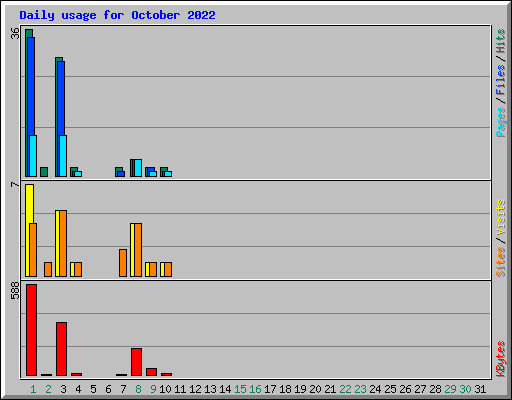 Daily usage for October 2022
36
Pages / Files / Hits
7
Sites / Visits
588
KBytes
1 2 3 4 5 6 7 8 9 10 11 12 13 14 15 16 17 18 19 20 21 22 23 24 25 26 27 28 29 30 31